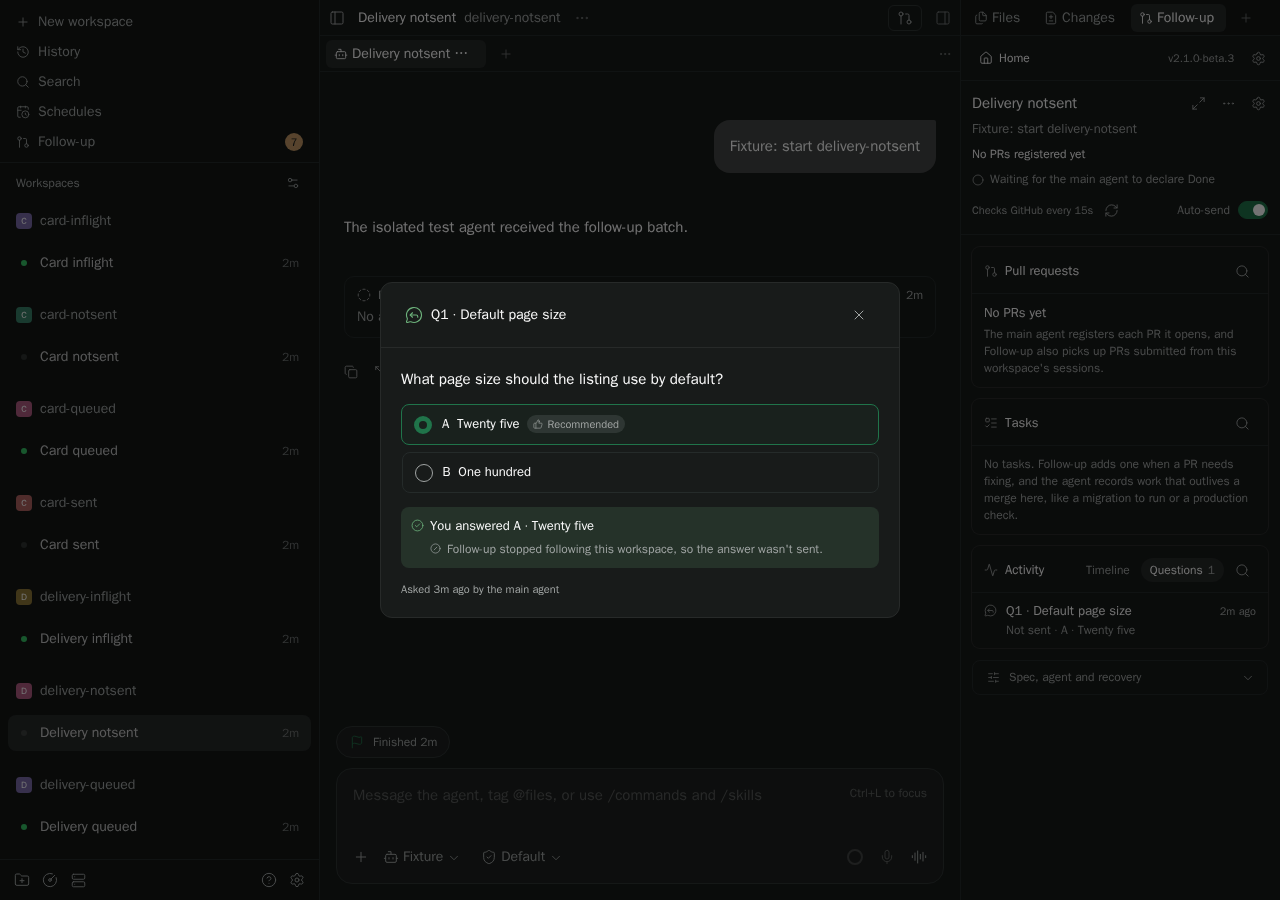 New workspace
History
Search
Schedules
Follow-up 7
Workspaces
C card-inflight
Card inflight 2m
C card-notsent
Card notsent 2m
C card-queued
Card queued 2m
C card-sent
Card sent 2m
D delivery-inflight
Delivery inflight 2m
D delivery-notsent
Delivery notsent 2m
D delivery-queued
Delivery queued 2m
Delivery notsent delivery-notsent
Delivery notsent
Fixture: start delivery-notsent
The isolated test agent received the follow-up batch.
2m
No
Q1 · Default page size
What page size should the listing use by default?
A Twenty five Recommended
B One hundred
You answered A · Twenty five
Follow-up stopped following this workspace, so the answer wasn't sent.
Asked 3m ago by the main agent
Finished 2m
Message the agent, tag @files, or use /commands and /skills
Ctrl+L to focus
Fixture Default
Files Changes Follow-up
Home v2.1.0-beta.3
Delivery notsent
Fixture: start delivery-notsent
No PRs registered yet
Waiting for the main agent to declare Done
Checks GitHub every 15s Auto-send
Pull requests
No PRs yet
The main agent registers each PR it opens, and
Follow-up also picks up PRs submitted from this
workspace's sessions.
Tasks
No tasks. Follow-up adds one when a PR needs
fixing, and the agent records work that outlives a
merge here, like a migration to run or a production
check.
Activity Timeline Questions 1
Q1 · Default page size 2m ago
Not sent · A · Twenty five
Spec, agent and recovery